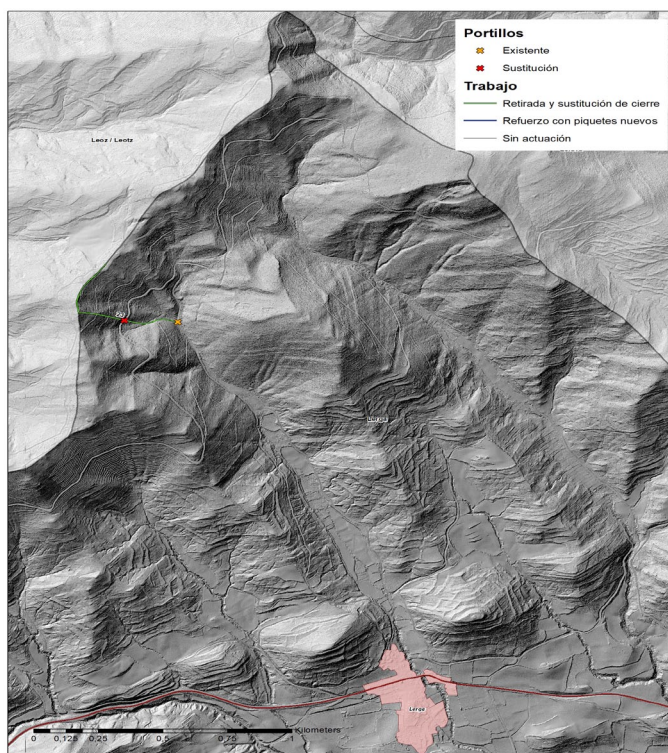 Portillos
Existente
Sustitución
Trabajo
Retirada y sustitución de cierre
Refuerzo con piquetes nuevos
Sin actuación
Leoz / Leotz
Lerga
0 0,125 0,25 0,5 0,75 1
Kilometers